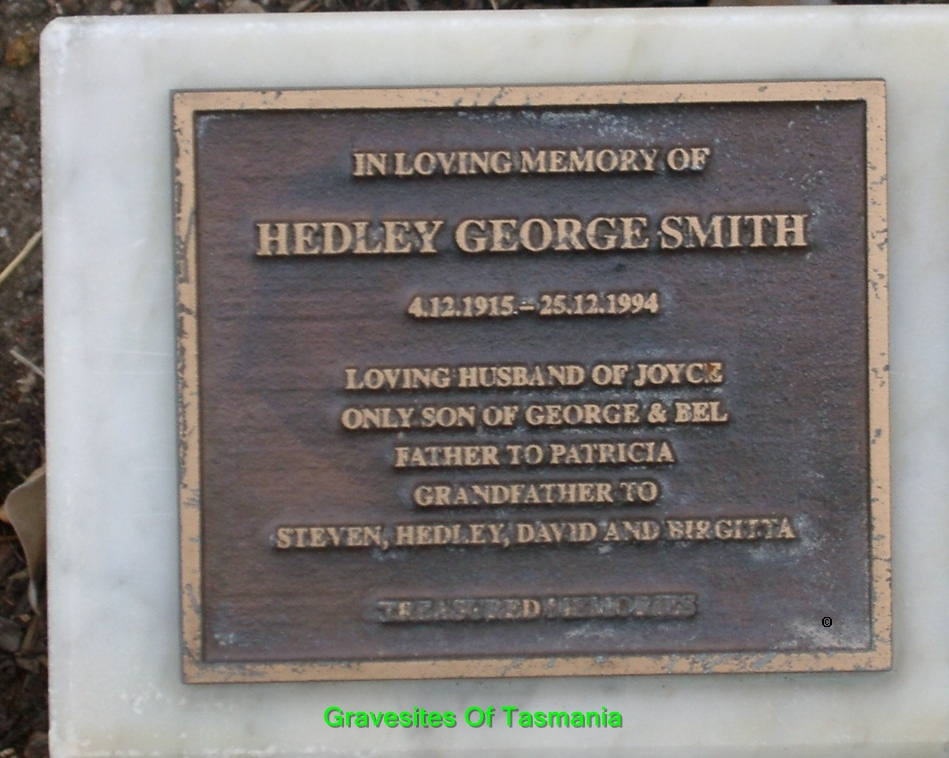 IN LOVING MEMORY OF
HEDLEY GEORGE SMITH
4.12.1915 – 25.12.1994
LOVING HUSBAND OF JOYCE
ONLY SON OF GEORGE & BEL
FATHER TO PATRICIA
GRANDFATHER TO
STEVEN, HEDLEY, DAVID AND BIRGITTA
TREASURED MEMORIES
©
Gravesites Of Tasmania